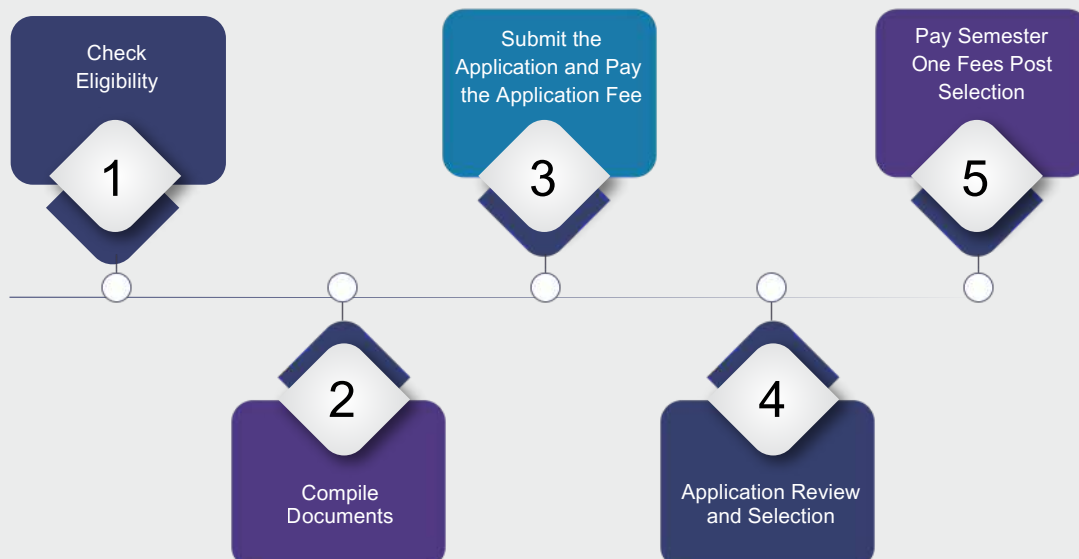 Check
Eligibility
1
2
Compile
Documents
Submit the
Application and Pay
the Application Fee
3
4
Application Review
and Selection
Pay Semester
One Fees Post
Selection
5